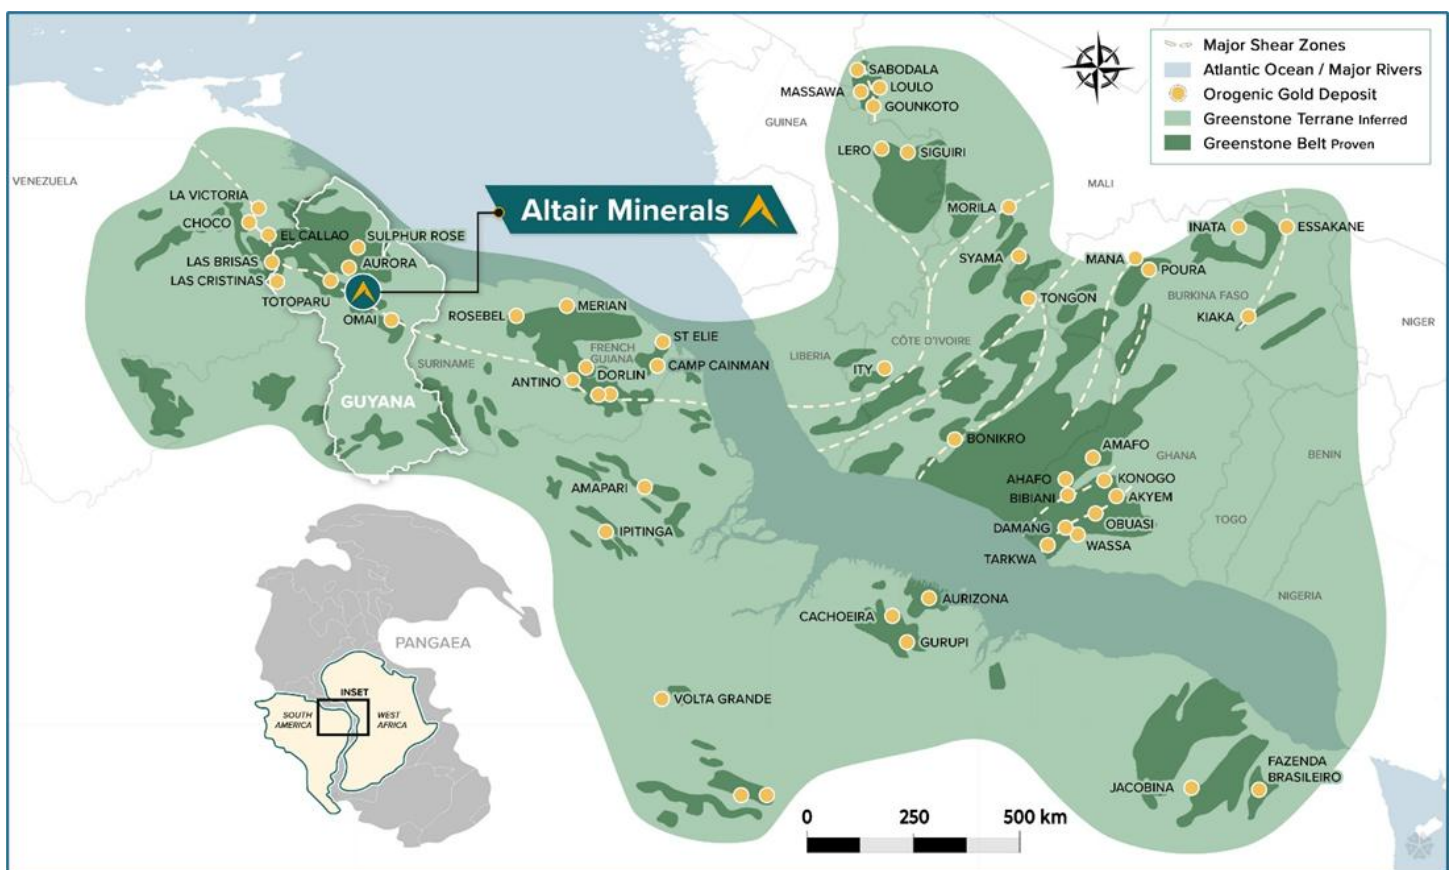 Major Shear Zones
Atlantic Ocean / Major Rivers
Orogenic Gold Deposit
Greenstone Terrane Inferred
Greenstone Belt Proven
SABODALA
MASSAWA
LOULO
GOUNKOTO
GUINEA
LERO
SIGUIRI
VENEZUELA
MALI
LA VICTORIA
CHOCO
EL CALLAO
SULPHUR ROSE
LAS BRISAS
AURORA
LAS CRISTINAS
TOTOPARU
OMAI
Altair Minerals
MORILA
SYAMA
INATA
ESSAKANE
MANA
POURA
TONGON
BURKINA FASO
KIAKA
NIGER
ROSEBEL
MERIAN
ST ELIE
FRENCH
GUIANA
CAMP CAINMAN
SURINAME
ANTINO
DORLIN
GUYANA
LIBERIA
CÔTE D'IVOIRE
ITY
BONIKRO
AMAFO
GHANA
BENIN
AHAFO
KONOGO
BIBIANI
AKYEM
AMAPARI
IPITINGA
DAMANG
OBUASI
TOGO
WASSA
TARKWA
NIGERIA
AURIZONA
CACHOEIRA
GURUPI
PANGAEA
INSET
SOUTH
AMERICA
WEST
AFRICA
VOLTA GRANDE
FAZENDA
BRASILEIRO
JACOBINA
0 250 500 km